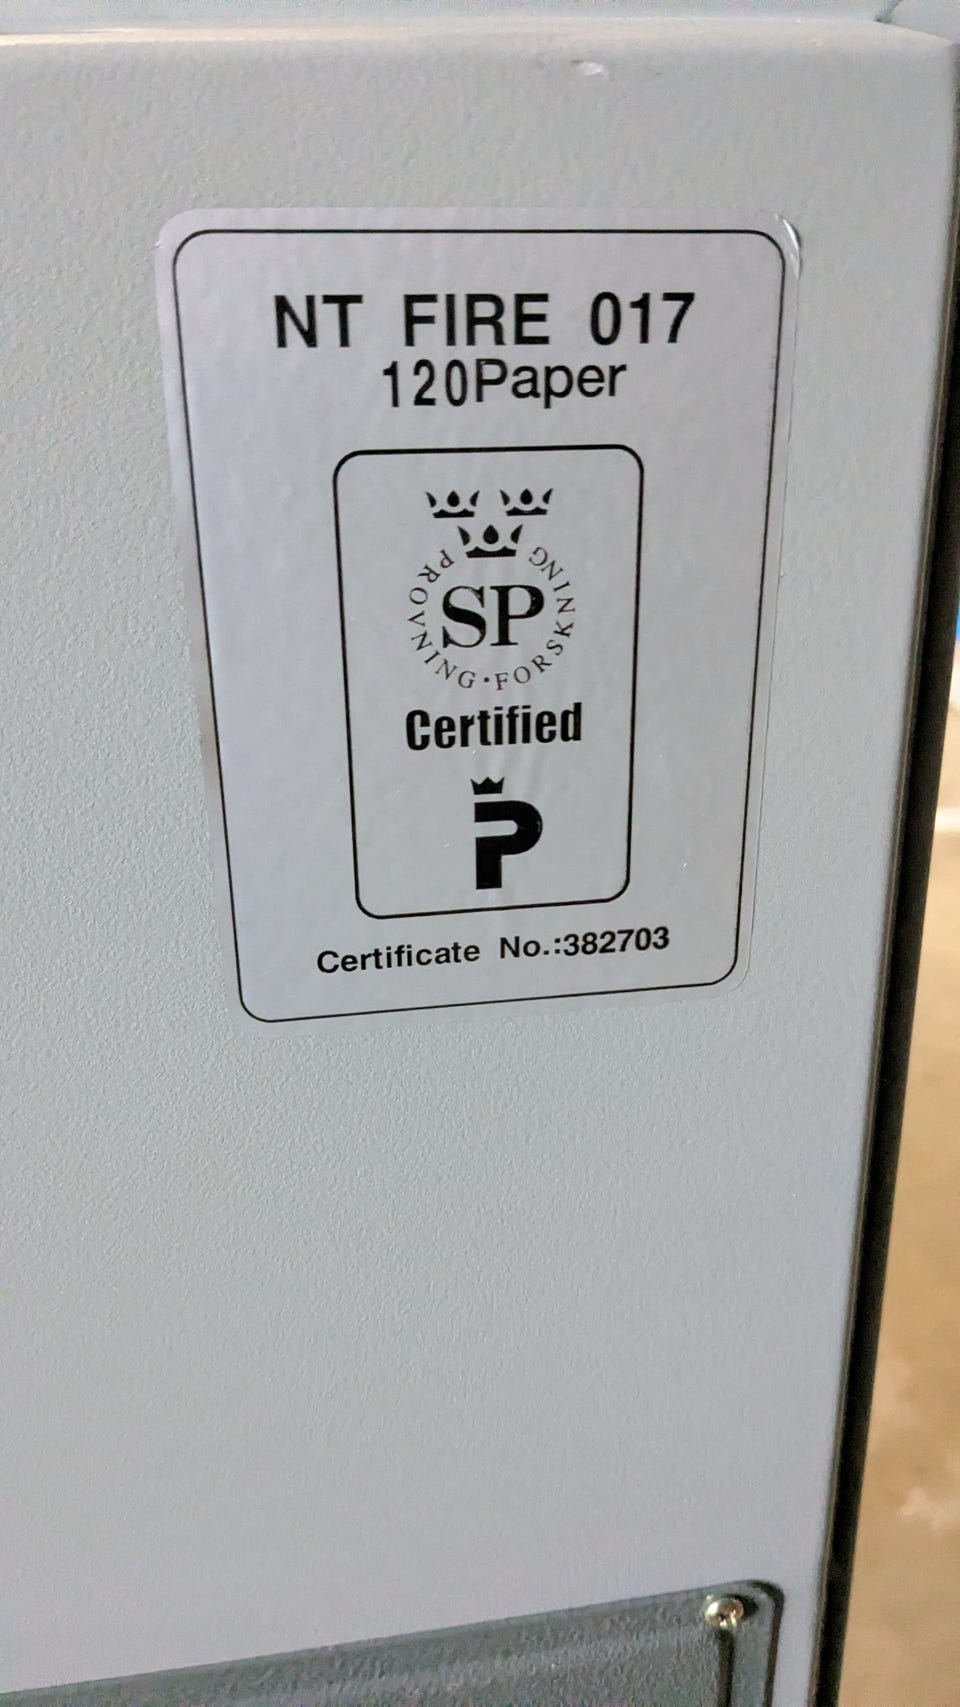 NT FIRE 017
120Paper
PROVNING·FORSKNING
SP
Certified
P
Certificate No.:382703